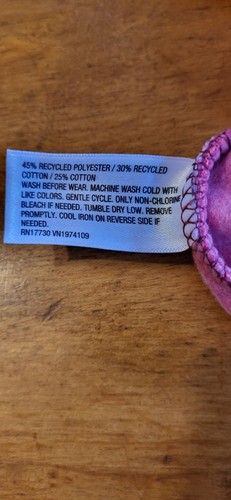 45% RECYCLED POLYESTER / 30% RECYCLED
COTTON / 25% COTTON
WASH BEFORE WEAR. MACHINE WASH COLD WITH
LIKE COLORS. GENTLE CYCLE. ONLY NON-CHLORINE
BLEACH IF NEEDED. TUMBLE DRY LOW. REMOVE
PROMPTLY. COOL IRON ON REVERSE SIDE IF
NEEDED.
RN17730 VN1974109